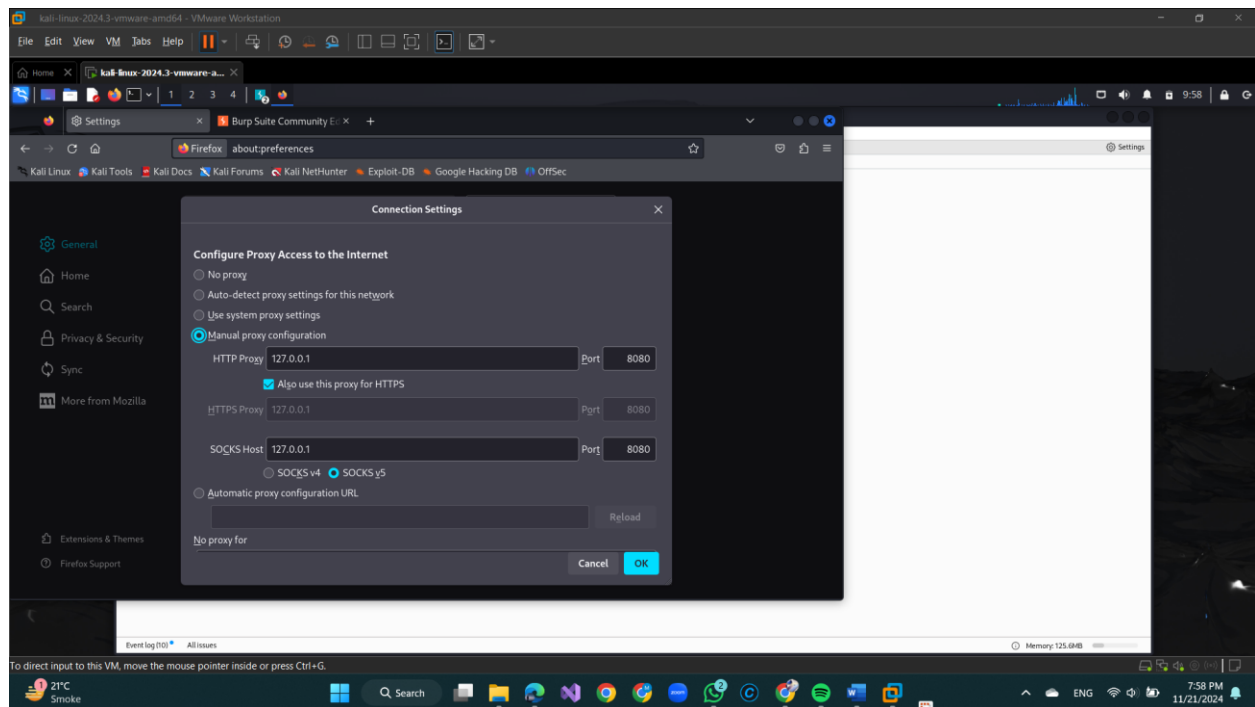 kali-linux-2024.3-vmware-amd64 - VMware Workstation
File Edit View VM Tabs Help
Home kali-linux-2024.3-vmware-a...
1 2 3 4 9:58
Settings Burp Suite Community Ed
Firefox about:preferences
Settings
Kali Linux Kali Tools Kali Docs Kali Forums Kali NetHunter Exploit-DB Google Hacking DB OffSec
Connection Settings
General
Home
Search
Privacy & Security
Sync
More from Mozilla
Extensions & Themes
Firefox Support
Configure Proxy Access to the Internet
No proxy
Auto-detect proxy settings for this network
Use system proxy settings
Manual proxy configuration
HTTP Proxy 127.0.0.1 Port 8080
Also use this proxy for HTTPS
HTTPS Proxy 127.0.0.1 Port 8080
SOCKS Host 127.0.0.1 Port 8080
SOCKS v4 SOCKS v5
Automatic proxy configuration URL
Reload
No proxy for
Cancel OK
Event log (10) All issues Memory: 125.6MB
To direct input to this VM, move the mouse pointer inside or press Ctrl+G.
1 21°C
Smoke
Search
2
ENG
7:58 PM
11/21/2024